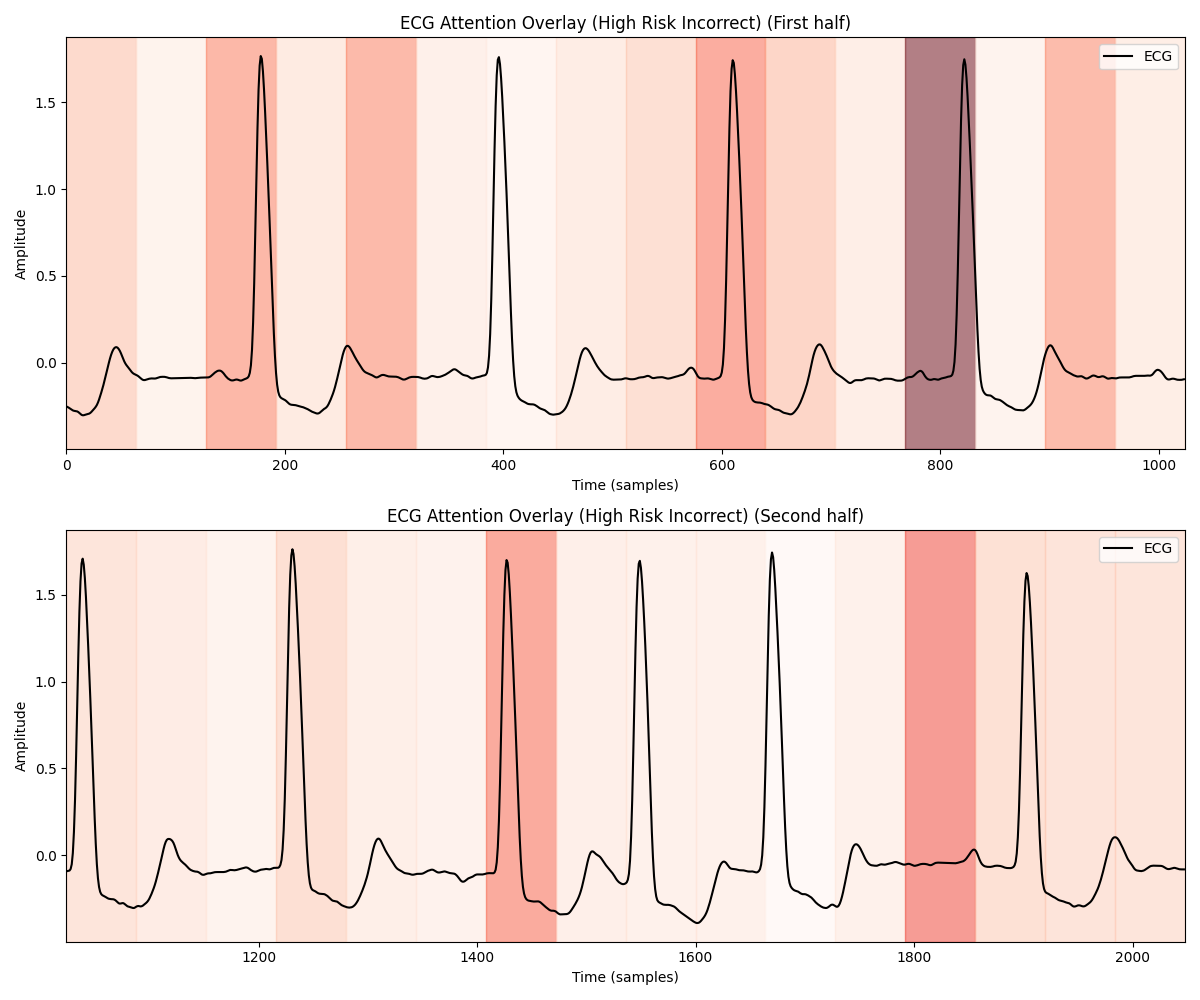 ECG Attention Overlay (High Risk Incorrect) (First half)
ECG
1.5
1.0
0.5
0.0
Amplitude
0 200 400 600 800 1000
Time (samples)
ECG Attention Overlay (High Risk Incorrect) (Second half)
ECG
1.5
1.0
0.5
0.0
Amplitude
1200 1400 1600 1800 2000
Time (samples)